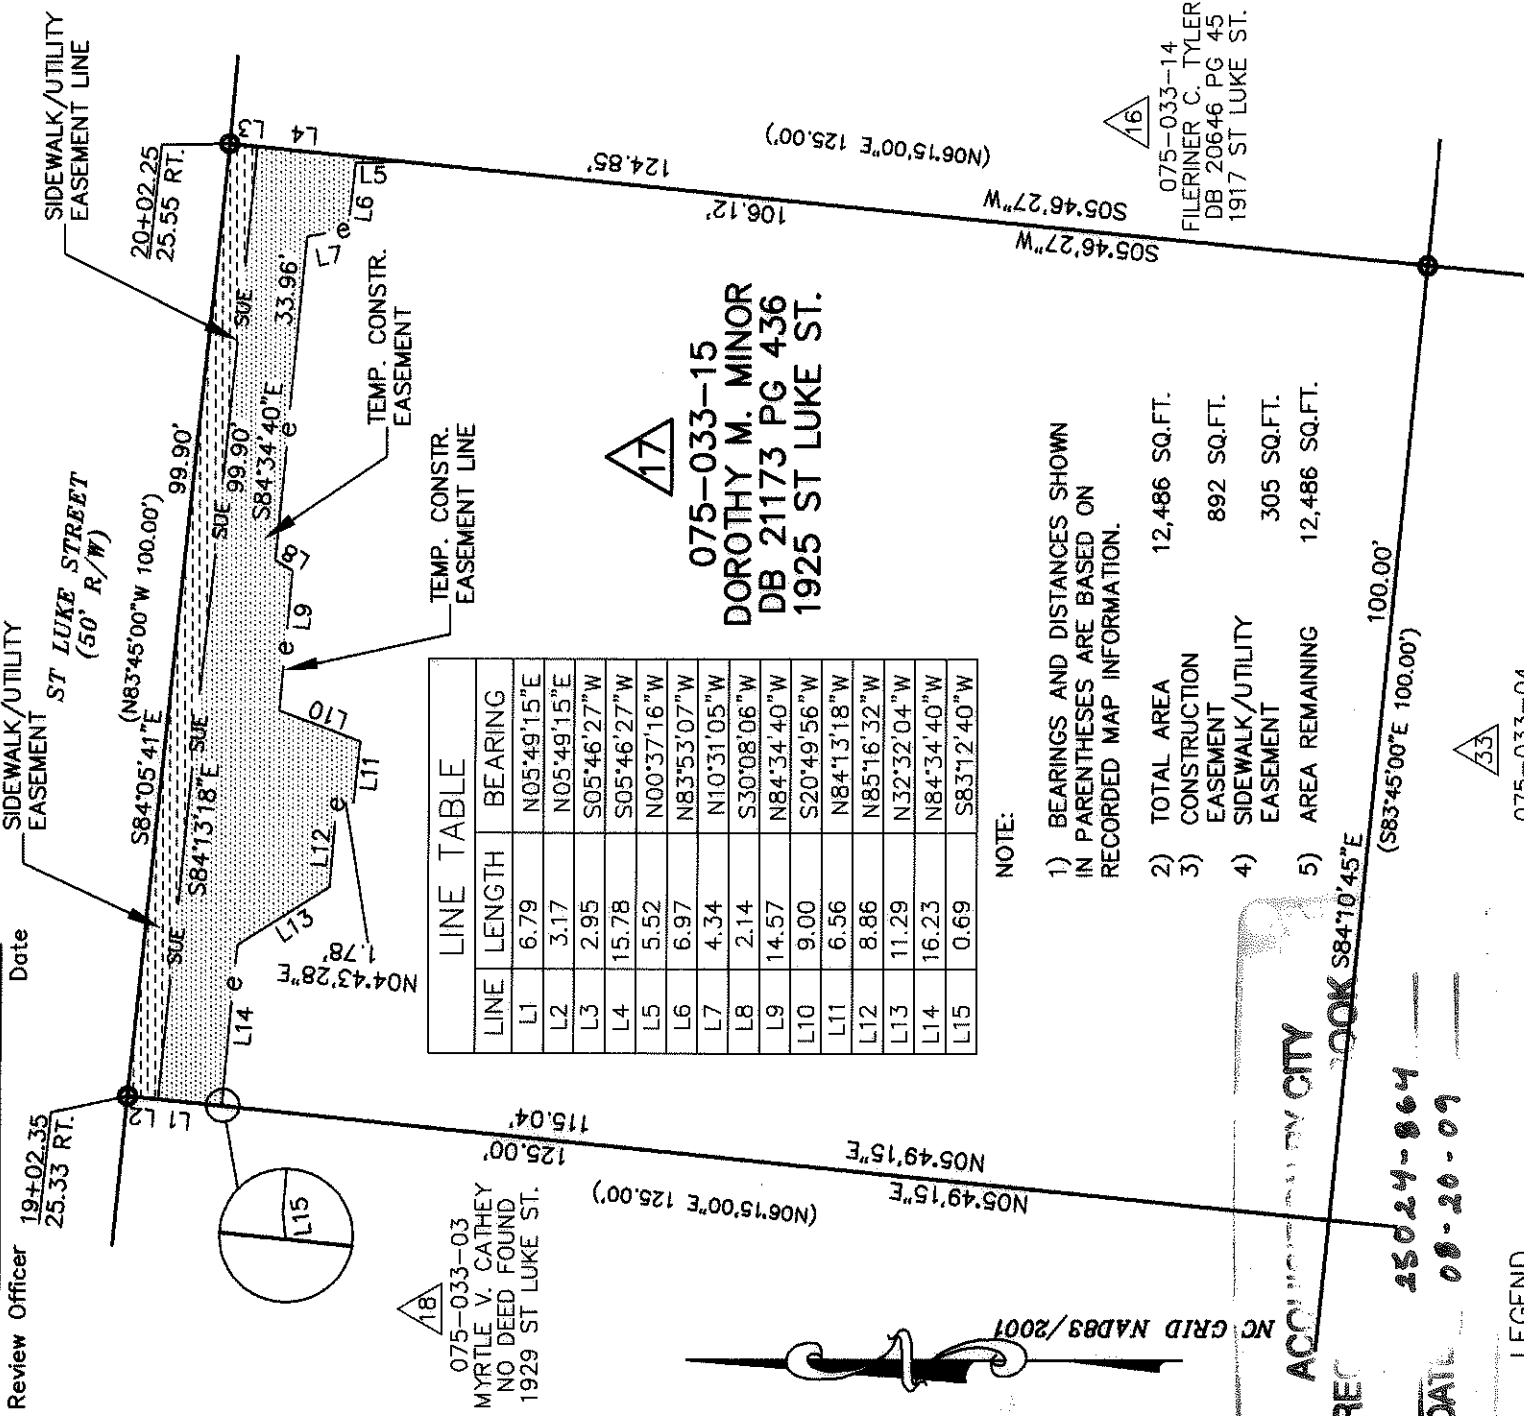 Review Officer
Date
19+02.35
25.33 RT.
SIDEWALK/UTILITY
EASEMENT
ST LUKE STREET
(50' R/W)
SIDEWALK/UTILITY
EASEMENT LINE
20+02.25
25.55 RT.
(N83°45'00"W 100.00')
S84°05'41"E
99.90'
SUE
S84°13'18"E
SUE
SUE
99.90'
SUE
S84°34'40"E
e
33.96'
L1
L2
L3
L4
L5
L6
e
L7
L8
L9
e
L10
L11
e
L12
L13
e
L14
L15
N04°43'28"E
1.78'
TEMP. CONSTR.
EASEMENT
TEMP. CONSTR.
EASEMENT LINE
LINE TABLE
LINE LENGTH BEARING
L1 6.79 N05°49'15"E
L2 3.17 N05°49'15"E
L3 2.95 S05°46'27"W
L4 15.78 S05°46'27"W
L5 5.52 N00°37'16"W
L6 6.97 N83°53'07"W
L7 4.34 N10°31'05"W
L8 2.14 S30°08'06"W
L9 14.57 N84°34'40"W
L10 9.00 S20°49'56"W
L11 6.56 N84°13'18"W
L12 8.86 N85°16'32"W
L13 11.29 N32°32'04"W
L14 16.23 N84°34'40"W
L15 0.69 S83°12'40"W
17
075-033-15
DOROTHY M. MINOR
DB 21173 PG 436
1925 ST LUKE ST.
124.85'
106.12'
(N06°15'00"E 125.00')
S05°46'27"W
S05°46'27"W
16
075-033-14
FILERINER C. TYLER
DB 20646 PG 45
1917 ST LUKE ST.
18
075-033-03
MYRTLE V. CATHEY
NO DEED FOUND
1929 ST LUKE ST.
115.04'
125.00'
(N06°15'00"E 125.00')
N05°49'15"E
N05°49'15"E
NOTE:
1) BEARINGS AND DISTANCES SHOWN
IN PARENTHESES ARE BASED ON
RECORDED MAP INFORMATION.
2) TOTAL AREA 12,486 SQ.FT.
3) CONSTRUCTION
EASEMENT 892 SQ.FT.
4) SIDEWALK/UTILITY
EASEMENT 305 SQ.FT.
5) AREA REMAINING 12,486 SQ.FT.
S84°10'45"E
100.00'
(S83°45'00"E 100.00')
33
075-033-04
NC GRID NAD83/2001
BY CITY
25024-864
08-20-09
LEGEND